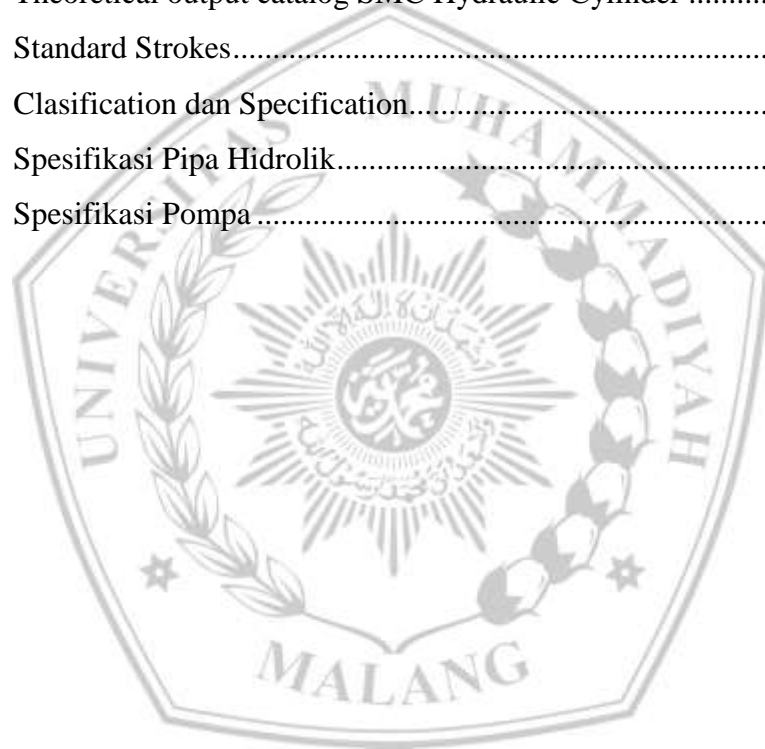 Theoretical output catalog SMC Hydraulic Cylinder ..........
Standard Strokes....................................................................
Clasification dan Specification.............................................
Spesifikasi Pipa Hidrolik......................................................
Spesifikasi Pompa ................................................................
UNIVERSITAS MUHAMMADIYAH
MALANG